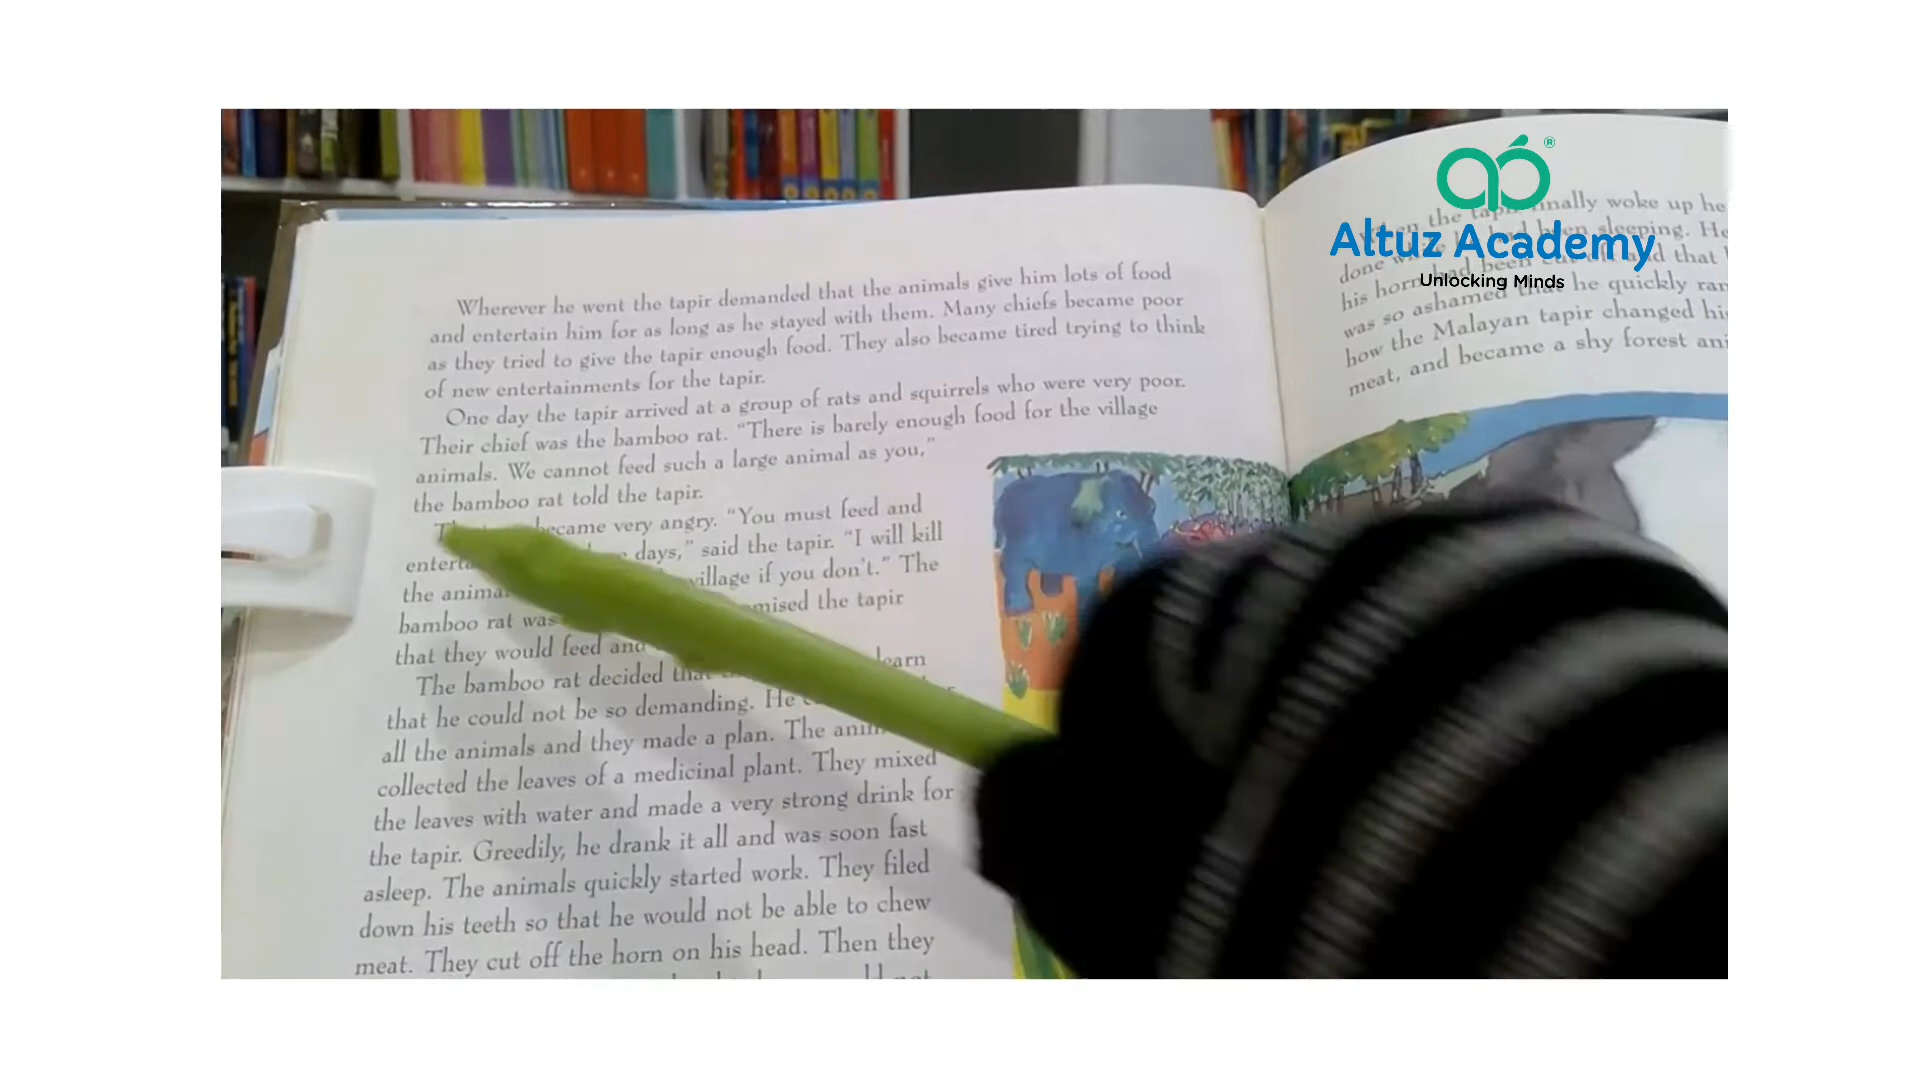 Wherever he went the tapir demanded that the animals give him lots of food
and entertain him for as long as he stayed with them. Many chiefs became poor
as they tried to give the tapir enough food. They also became tired trying to think
of new entertainments for the tapir.
One day the tapir arrived at a group of rats and squirrels who were very poor.
Their chief was the bamboo rat. “There is barely enough food for the village
animals. We cannot feed such a large animal as you,”
the bamboo rat told the tapir.
became very angry. “You must feed and
days,” said the tapir. “I will kill
the village if you don't.” The
bamboo rat was the tapir
that they would feed and
The bamboo rat decided learn
that he could not be so demanding. He
all the animals and they made a plan. The
collected the leaves of a medicinal plant. They mixed
the leaves with water and made a very strong drink for
the tapir. Greedily, he drank it all and was soon fast
asleep. The animals quickly started work. They filed
down his teeth so that he would not be able to chew
meat. They cut off the horn on his head. Then they
Altuz Academy
Unlocking Minds
the finally woke up he
done sleeping. He
his horn had been that
was so ashamed he quickly ran
how the Malayan tapir changed
meat, and became a shy forest